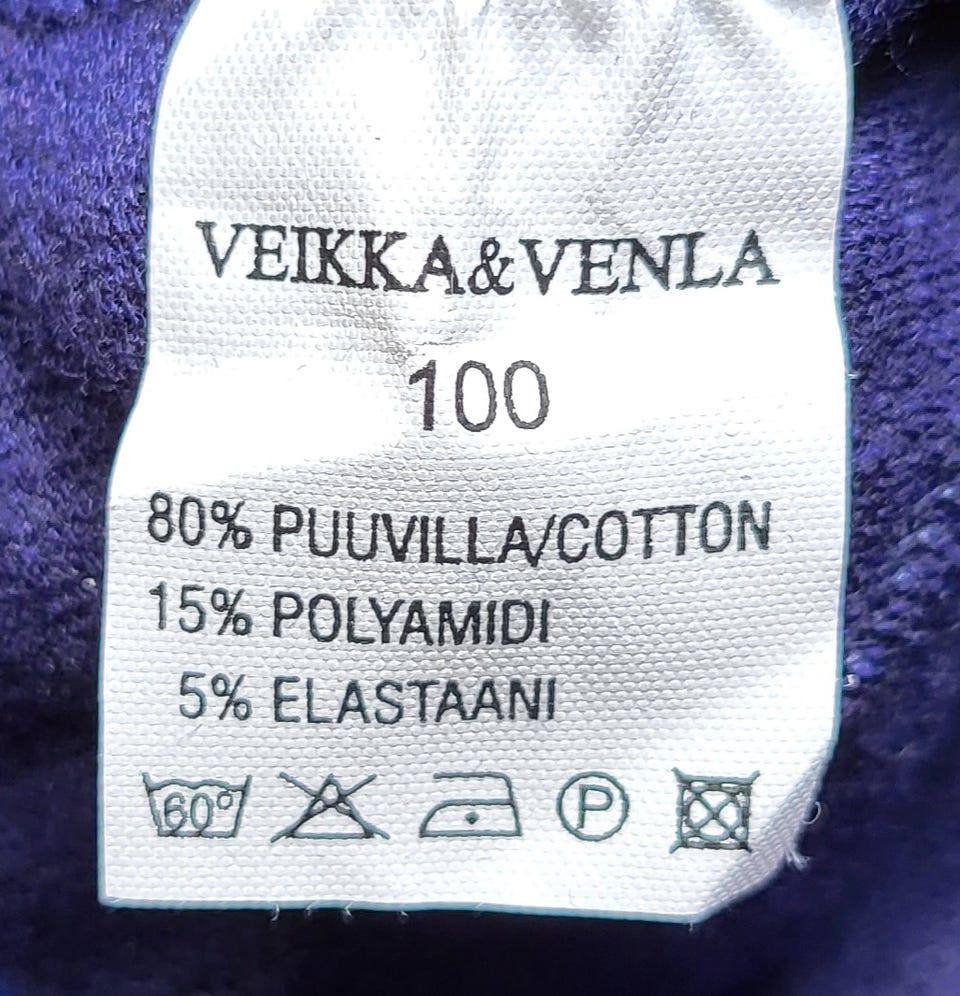 VEIKKA&VENLA
100
80% PUUVILLA/COTTON
15% POLYAMIDI
5% ELASTAANI
60° P